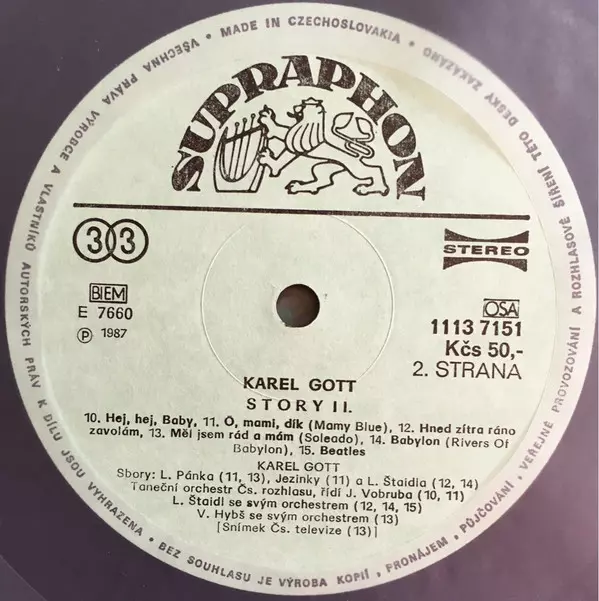 • MADE IN CZECHOSLOVAKIA • ZÁKAZÁNO VEŘEJNÉ PROVOZOVÁNÍ A ROZHLASOVÉ ŠÍŘENÍ TÉTO DESKY
VŠECHNA PRÁVA VÝROBCE A VLASTNÍKŮ AUTORSKÝCH PRÁV K DÍLU JSOU VYHRAZENA • BEZ SOUHLASU JE VÝROBA KOPIÍ, PRONÁJEM, PŮJČOVÁNÍ,
SUPRAPHON
33
STEREO
BIEM
E 7660
Ⓟ 1987
OSA
1113 7151
Kčs 50,-
2. STRANA
KAREL GOTT
STORY II.
10. Hej, hej, Baby, 11. Ó, mami, dík (Mamy Blue), 12. Hned zítra ráno
zavolám, 13. Měl jsem rád a mám (Soleado), 14. Babylon (Rivers Of
Babylon), 15. Beatles
KAREL GOTT
Sbory: L. Pánka (11, 13), Jezinky (11) a L. Štaidla (12, 14)
Taneční orchestr Čs. rozhlasu, řídí J. Vobruba (10, 11)
L. Štaidl se svým orchestrem (12, 14, 15)
V. Hybš se svým orchestrem (13)
[Snímek Čs. televize (13)]